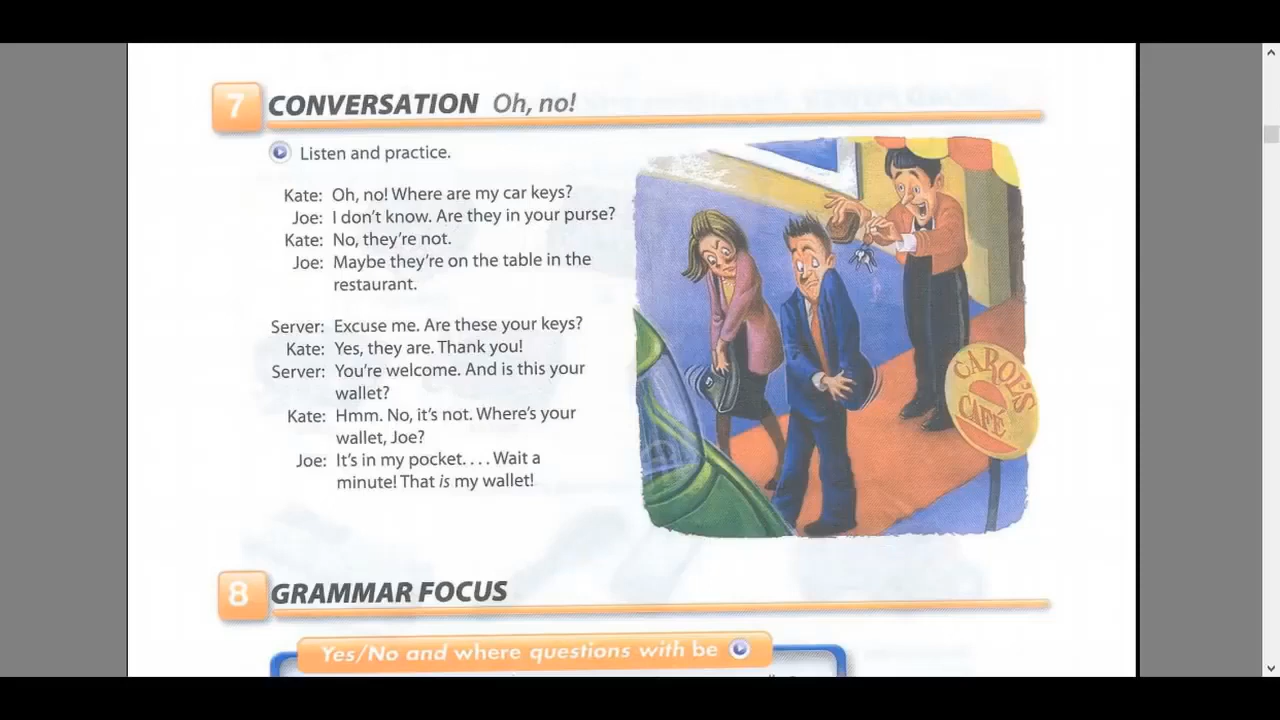 7 CONVERSATION Oh, no!
Listen and practice.
Kate: Oh, no! Where are my car keys?
Joe: I don't know. Are they in your purse?
Kate: No, they're not.
Joe: Maybe they're on the table in the
restaurant.
Server: Excuse me. Are these your keys?
Kate: Yes, they are. Thank you!
Server: You're welcome. And is this your
wallet?
Kate: Hmm. No, it's not. Where's your
wallet, Joe?
Joe: It's in my pocket. . . . Wait a
minute! That is my wallet!
CAROL'S
CAFÉ
8 GRAMMAR FOCUS
Yes/No and where questions with be